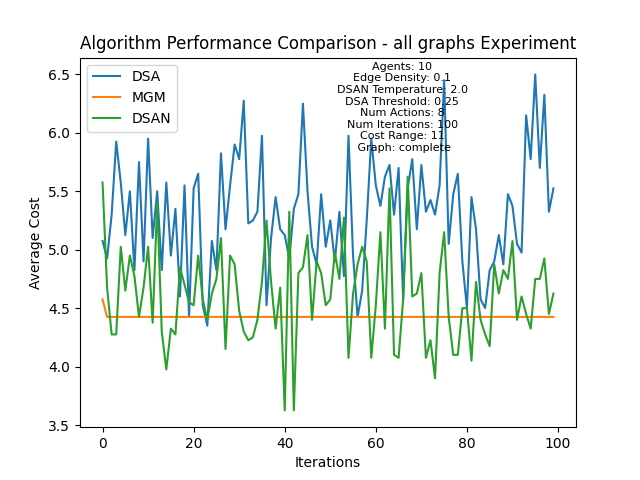 Algorithm Performance Comparison - all graphs Experiment
DSA
MGM
DSAN
Agents: 10
Edge Density: 0.1
DSAN Temperature: 2.0
DSA Threshold: 0.25
Num Actions: 8
Num Iterations: 100
Cost Range: 11
Graph: complete
Average Cost
6.5
6.0
5.5
5.0
4.5
4.0
3.5
0 20 40 60 80 100
Iterations